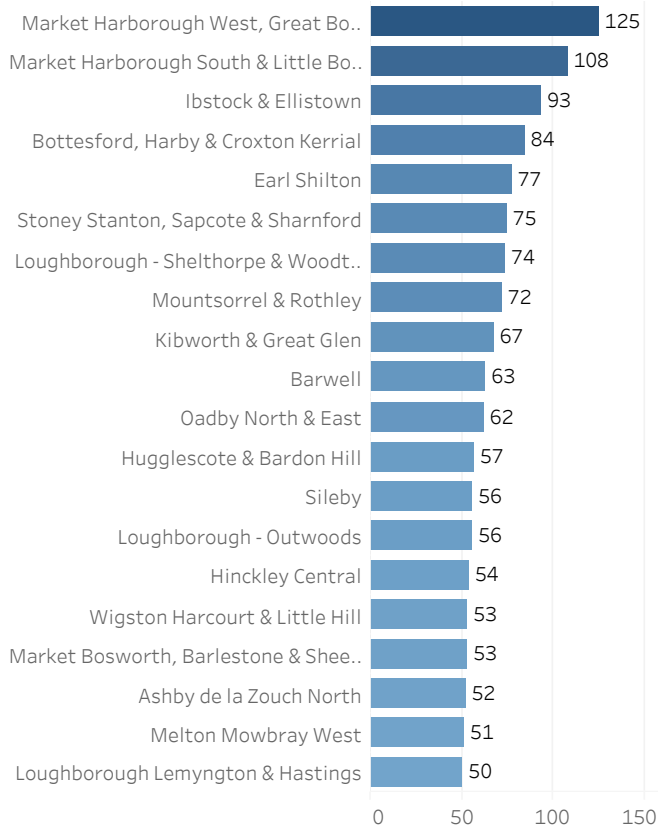 Market Harborough West, Great Bo.. 125
Market Harborough South & Little Bo.. 108
Ibstock & Ellistown 93
Bottesford, Harby & Croxton Kerrial 84
Earl Shilton 77
Stoney Stanton, Sapcote & Sharnford 75
Loughborough - Shelthorpe & Woodt.. 74
Mountsorrel & Rothley 72
Kibworth & Great Glen 67
Barwell 63
Oadby North & East 62
Hugglescote & Bardon Hill 57
Sileby 56
Loughborough - Outwoods 56
Hinckley Central 54
Wigston Harcourt & Little Hill 53
Market Bosworth, Barlestone & Shee.. 53
Ashby de la Zouch North 52
Melton Mowbray West 51
Loughborough Lemyngton & Hastings 50
0 50 100 150